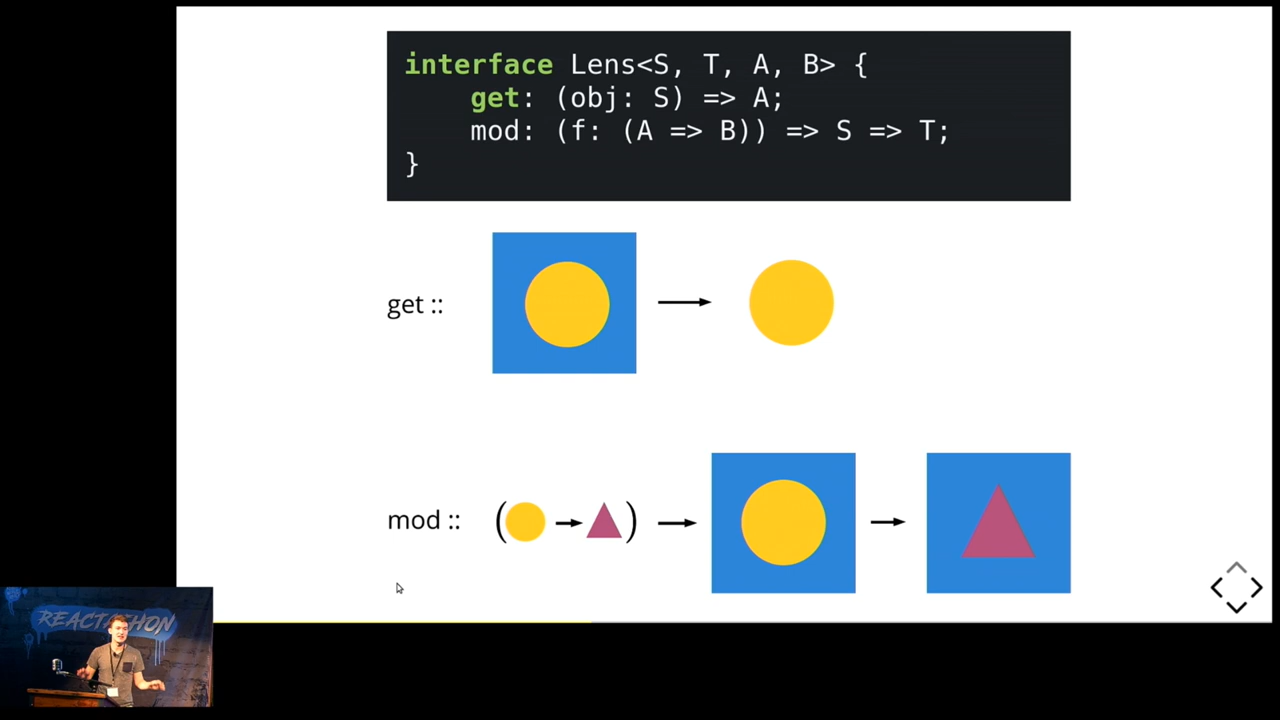 interface Lens<S, T, A, B> {
get: (obj: S) => A;
mod: (f: (A => B)) => S => T;
}
get ::
mod :: ( )
REACTATHON